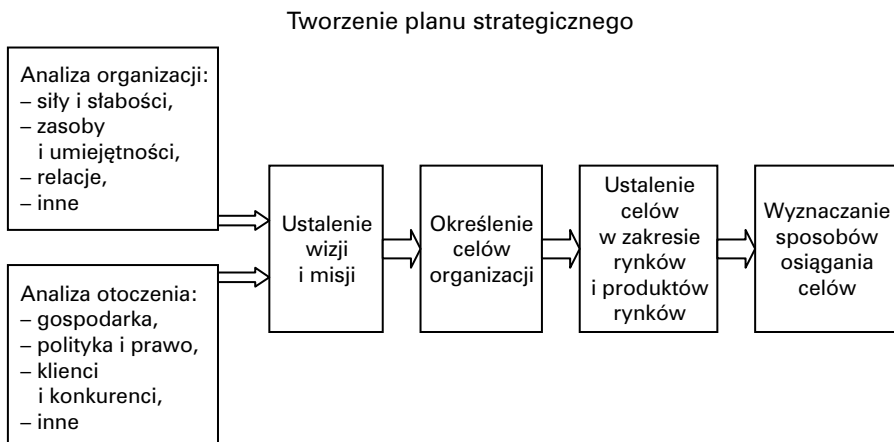 Tworzenie planu strategicznego
Analiza organizacji:
– siły i słabości,
– zasoby
i umiejętności,
– relacje,
– inne
Analiza otoczenia:
– gospodarka,
– polityka i prawo,
– klienci
i konkurenci,
– inne
Ustalenie
wizji
i misji
Określenie
celów
organizacji
Ustalenie
celów
w zakresie
rynków
i produktów
rynków
Wyznaczanie
sposobów
osiągania
celów